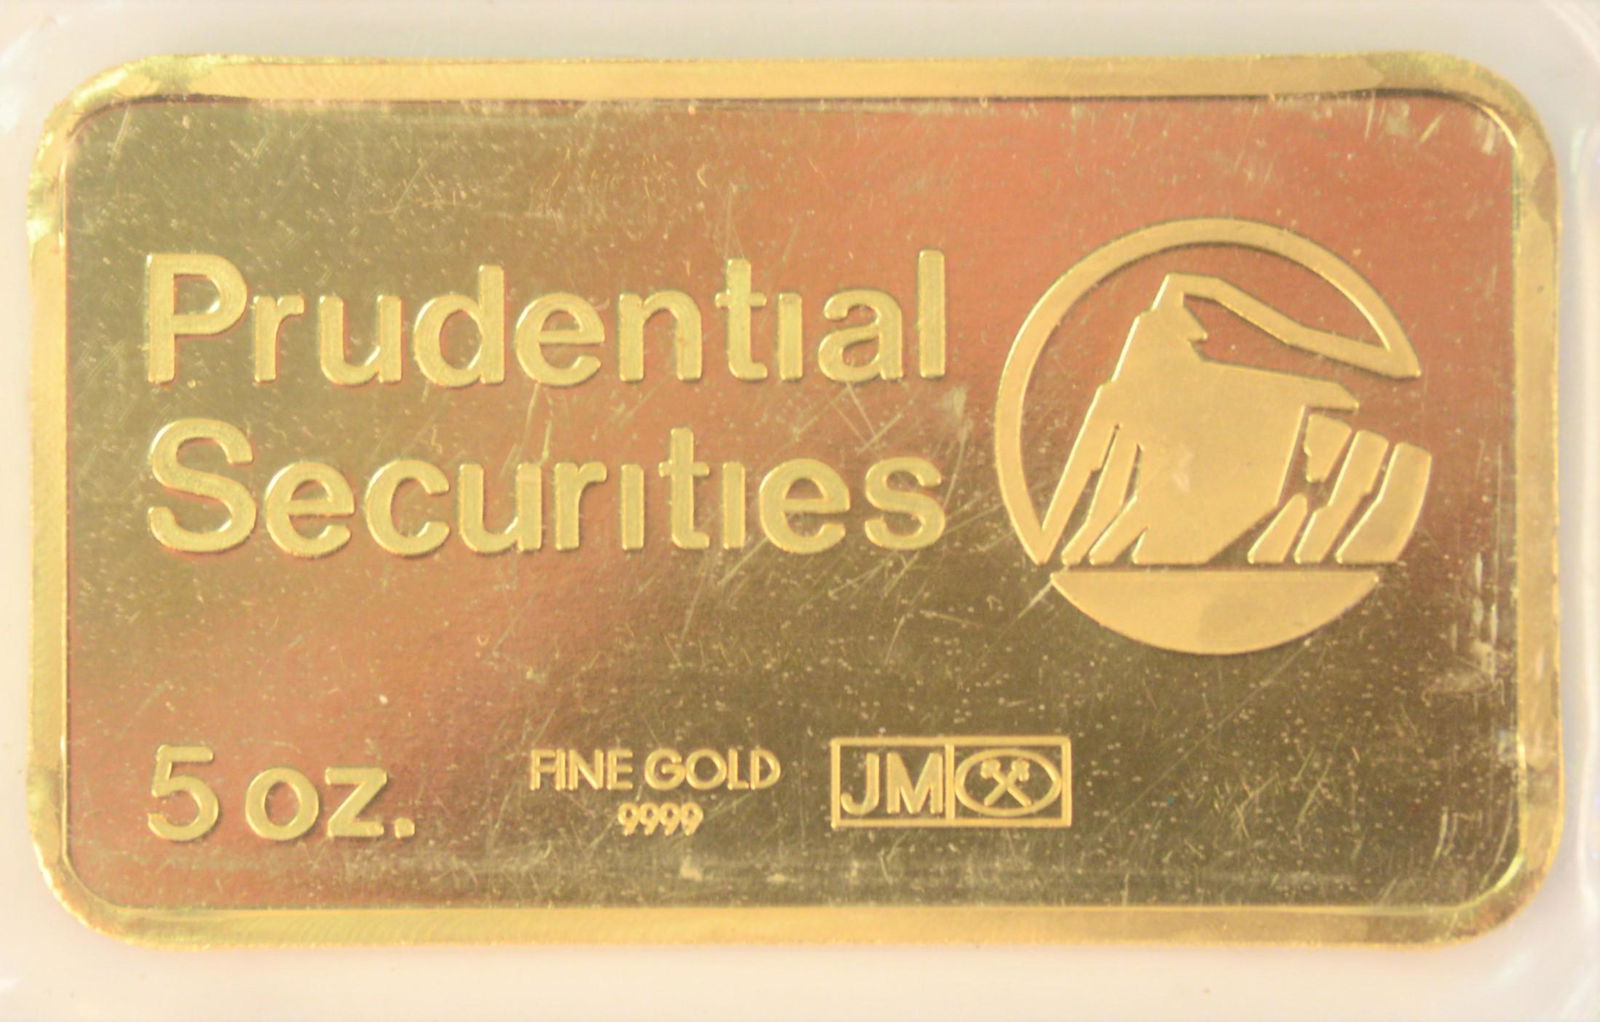 Prudential
Securities
5 oz.
FINE GOLD
9999
JM